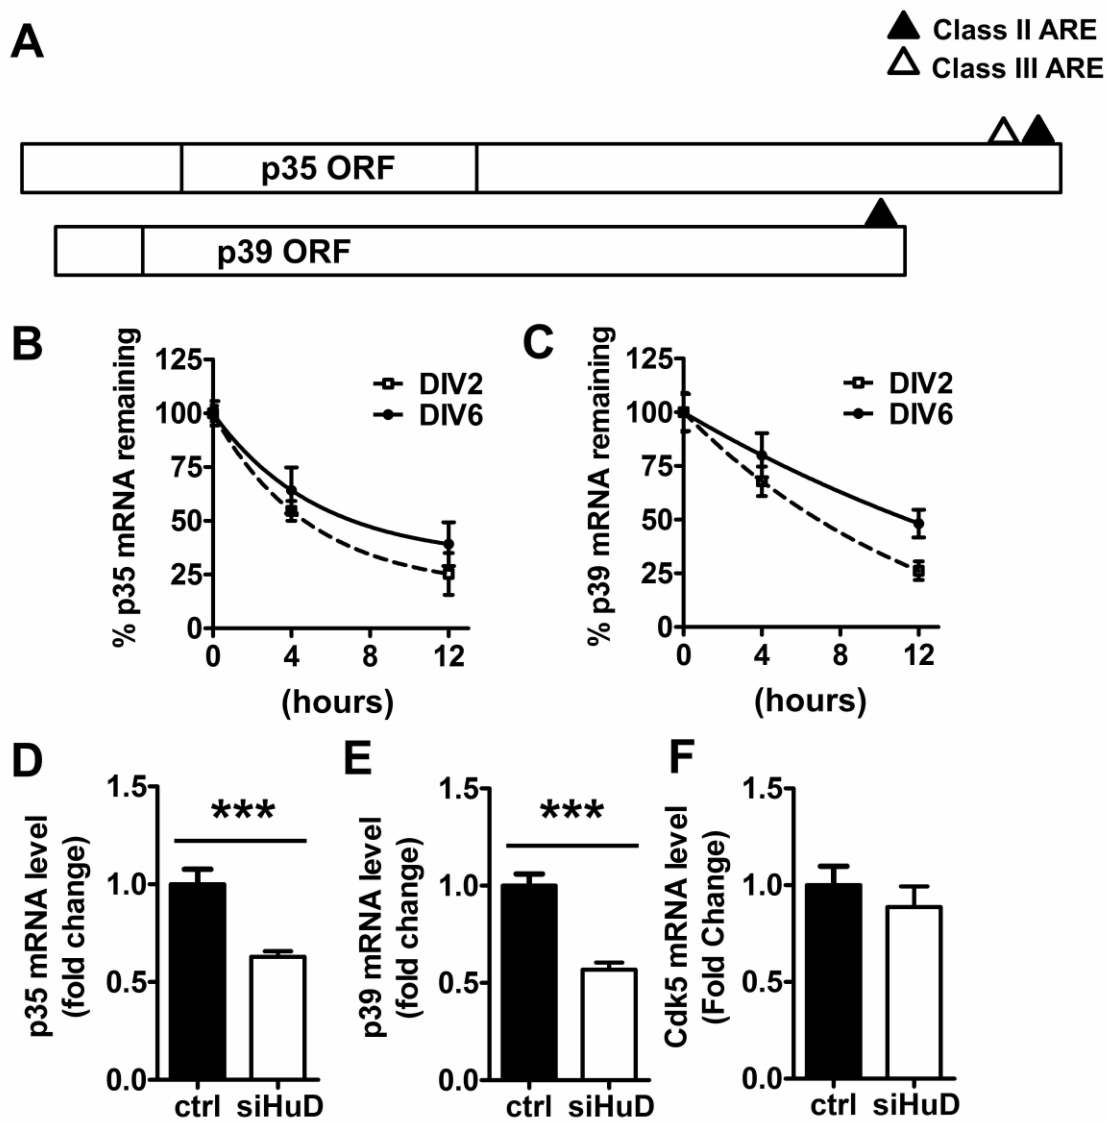 A
Class II ARE
Class III ARE
p35 ORF
p39 ORF
B
% p35 mRNA remaining
125
100
75
50
25
0
0 4 8 12
(hours)
DIV2
DIV6
C
% p39 mRNA remaining
125
100
75
50
25
0
0 4 8 12
(hours)
DIV2
DIV6
D
p35 mRNA level
(fold change)
1.5
1.0
0.5
0.0
***
ctrl siHuD
E
p39 mRNA level
(fold change)
1.5
1.0
0.5
0.0
***
ctrl siHuD
F
Cdk5 mRNA level
(Fold Change)
1.5
1.0
0.5
0.0
ctrl siHuD